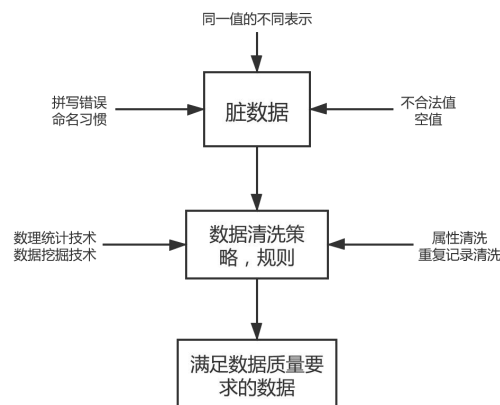 同一值的不同表示
拼写错误
命名习惯
脏数据
不合法值
空值
数理统计技术
数据挖掘技术
数据清洗策
略，规则
属性清洗
重复记录清洗
满足数据质量要
求的数据